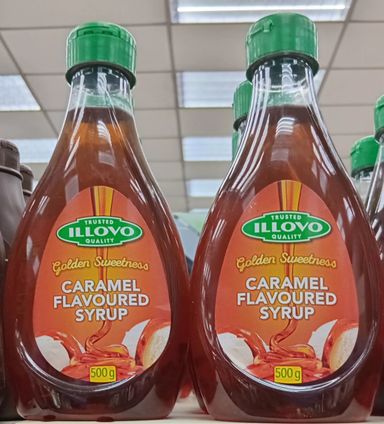 TRUSTED
ILLOVO
QUALITY
Golden Sweetness
CARAMEL
FLAVOURED
SYRUP
500g
TRUSTED
ILLOVO
QUALITY
Golden Sweetness
CARAMEL
FLAVOURED
SYRUP
500g